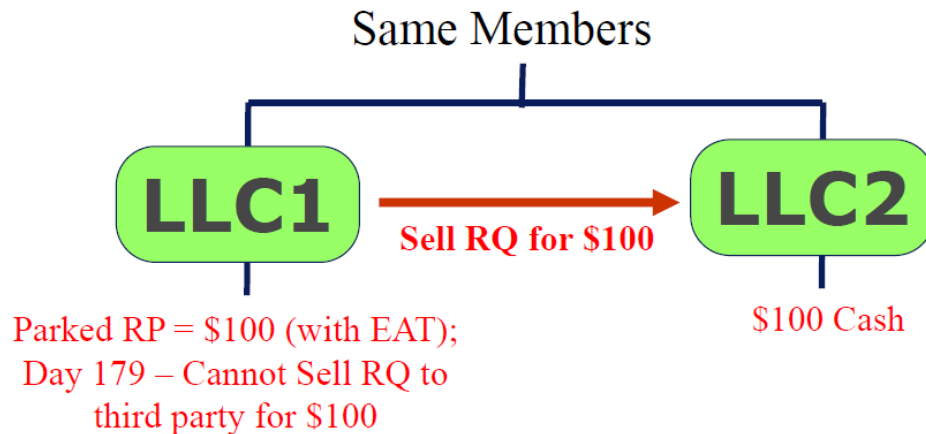 Same Members
LLC1
LLC2
Sell RQ for $100
Parked RP = $100 (with EAT);
Day 179 – Cannot Sell RQ to
third party for $100
$100 Cash